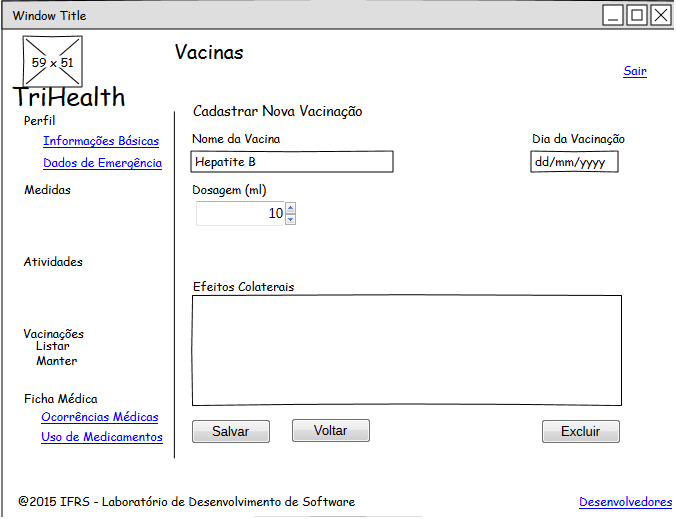 Window Title
59 x 51
TriHealth
Vacinas
Sair
Perfil
Informações Básicas
Dados de Emergência
Medidas
Atividades
Vacinações
Listar
Manter
Ficha Médica
Ocorrências Médicas
Uso de Medicamentos
Cadastrar Nova Vacinação
Nome da Vacina
Dia da Vacinação
Hepatite B
dd/mm/yyyy
Dosagem (ml)
10
Efeitos Colaterais
Salvar
Voltar
Excluir
@2015 IFRS - Laboratório de Desenvolvimento de Software
Desenvolvedores